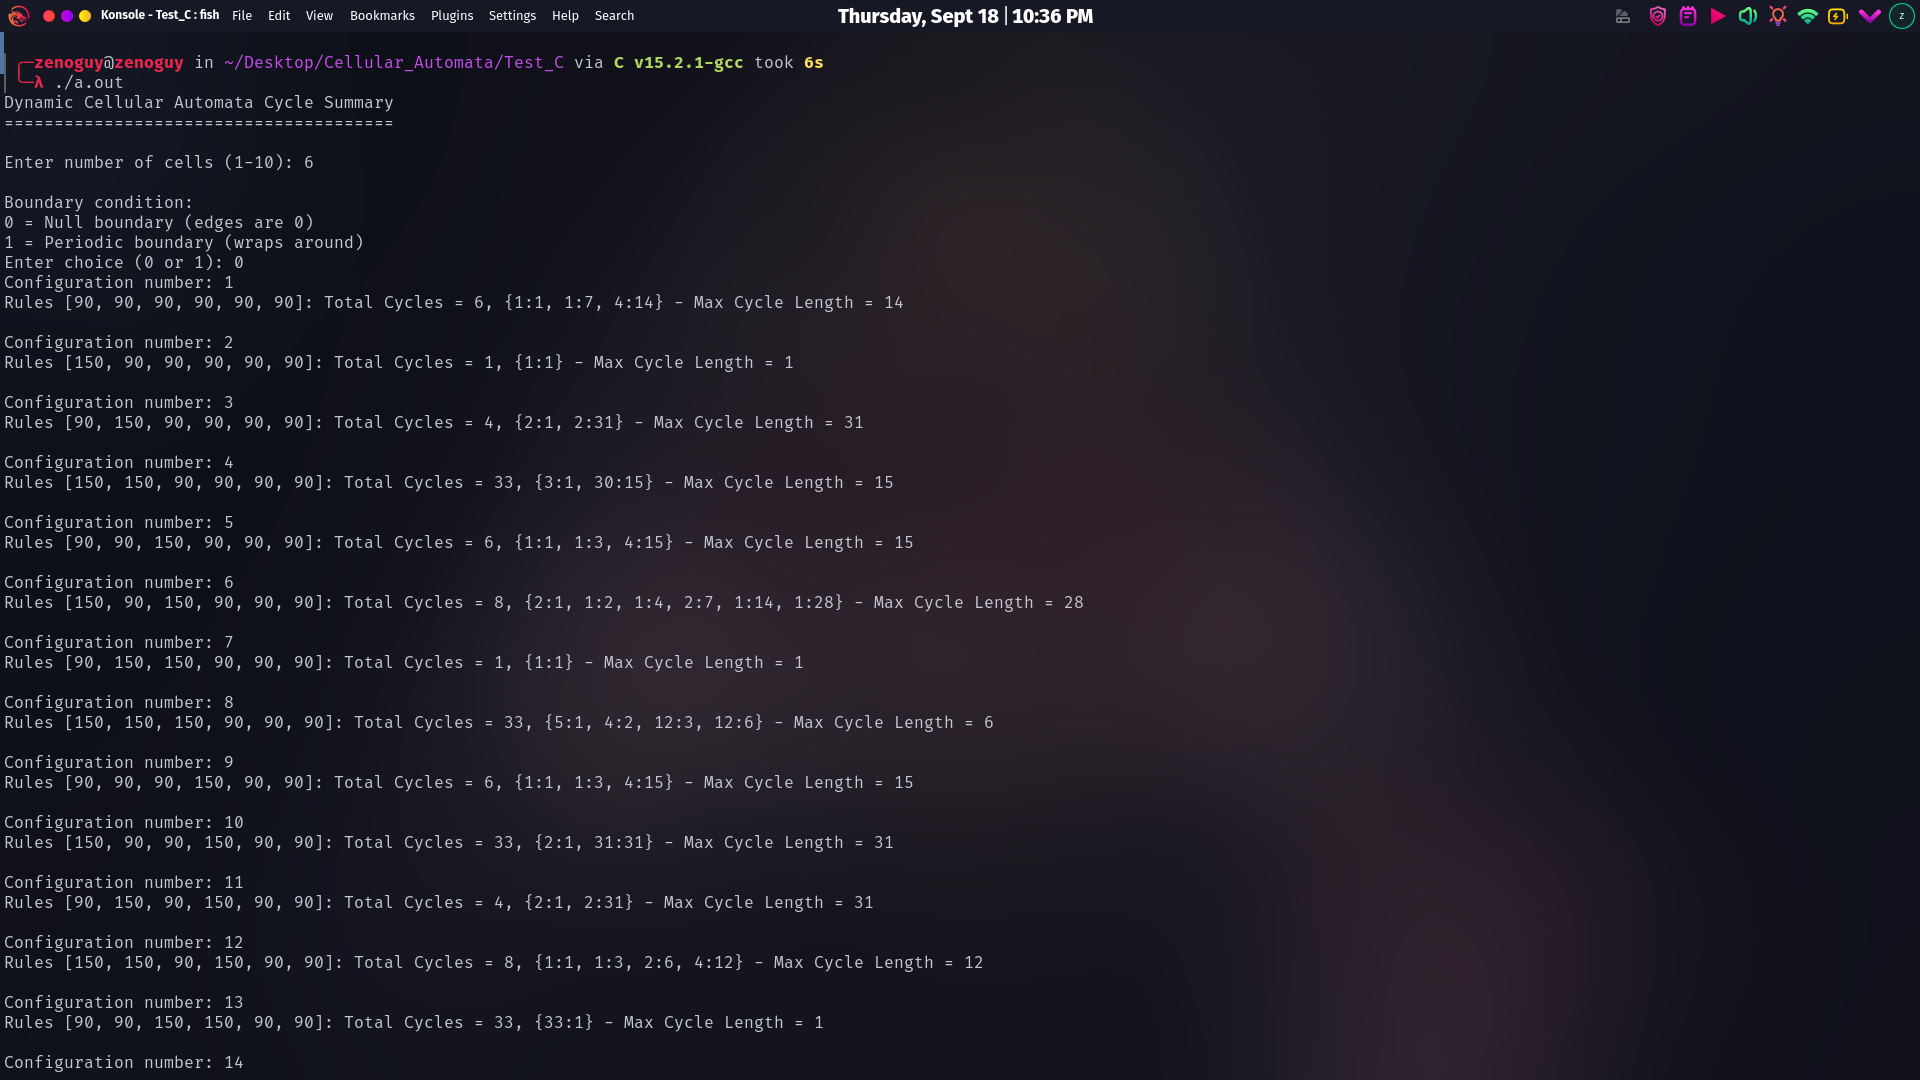 Konsole - Test_C : fish File Edit View Bookmarks Plugins Settings Help Search Thursday, Sept 18 | 10:36 PM z
zenoguy@zenoguy in ~/Desktop/Cellular_Automata/Test_C via C v15.2.1-gcc took 6s
λ ./a.out
Dynamic Cellular Automata Cycle Summary
=======================================
Enter number of cells (1-10): 6
Boundary condition:
0 = Null boundary (edges are 0)
1 = Periodic boundary (wraps around)
Enter choice (0 or 1): 0
Configuration number: 1
Rules [90, 90, 90, 90, 90, 90]: Total Cycles = 6, {1:1, 1:7, 4:14} - Max Cycle Length = 14
Configuration number: 2
Rules [150, 90, 90, 90, 90, 90]: Total Cycles = 1, {1:1} - Max Cycle Length = 1
Configuration number: 3
Rules [90, 150, 90, 90, 90, 90]: Total Cycles = 4, {2:1, 2:31} - Max Cycle Length = 31
Configuration number: 4
Rules [150, 150, 90, 90, 90, 90]: Total Cycles = 33, {3:1, 30:15} - Max Cycle Length = 15
Configuration number: 5
Rules [90, 90, 150, 90, 90, 90]: Total Cycles = 6, {1:1, 1:3, 4:15} - Max Cycle Length = 15
Configuration number: 6
Rules [150, 90, 150, 90, 90, 90]: Total Cycles = 8, {2:1, 1:2, 1:4, 2:7, 1:14, 1:28} - Max Cycle Length = 28
Configuration number: 7
Rules [90, 150, 150, 90, 90, 90]: Total Cycles = 1, {1:1} - Max Cycle Length = 1
Configuration number: 8
Rules [150, 150, 150, 90, 90, 90]: Total Cycles = 33, {5:1, 4:2, 12:3, 12:6} - Max Cycle Length = 6
Configuration number: 9
Rules [90, 90, 90, 150, 90, 90]: Total Cycles = 6, {1:1, 1:3, 4:15} - Max Cycle Length = 15
Configuration number: 10
Rules [150, 90, 90, 150, 90, 90]: Total Cycles = 33, {2:1, 31:31} - Max Cycle Length = 31
Configuration number: 11
Rules [90, 150, 90, 150, 90, 90]: Total Cycles = 4, {2:1, 2:31} - Max Cycle Length = 31
Configuration number: 12
Rules [150, 150, 90, 150, 90, 90]: Total Cycles = 8, {1:1, 1:3, 2:6, 4:12} - Max Cycle Length = 12
Configuration number: 13
Rules [90, 90, 150, 150, 90, 90]: Total Cycles = 33, {33:1} - Max Cycle Length = 1
Configuration number: 14